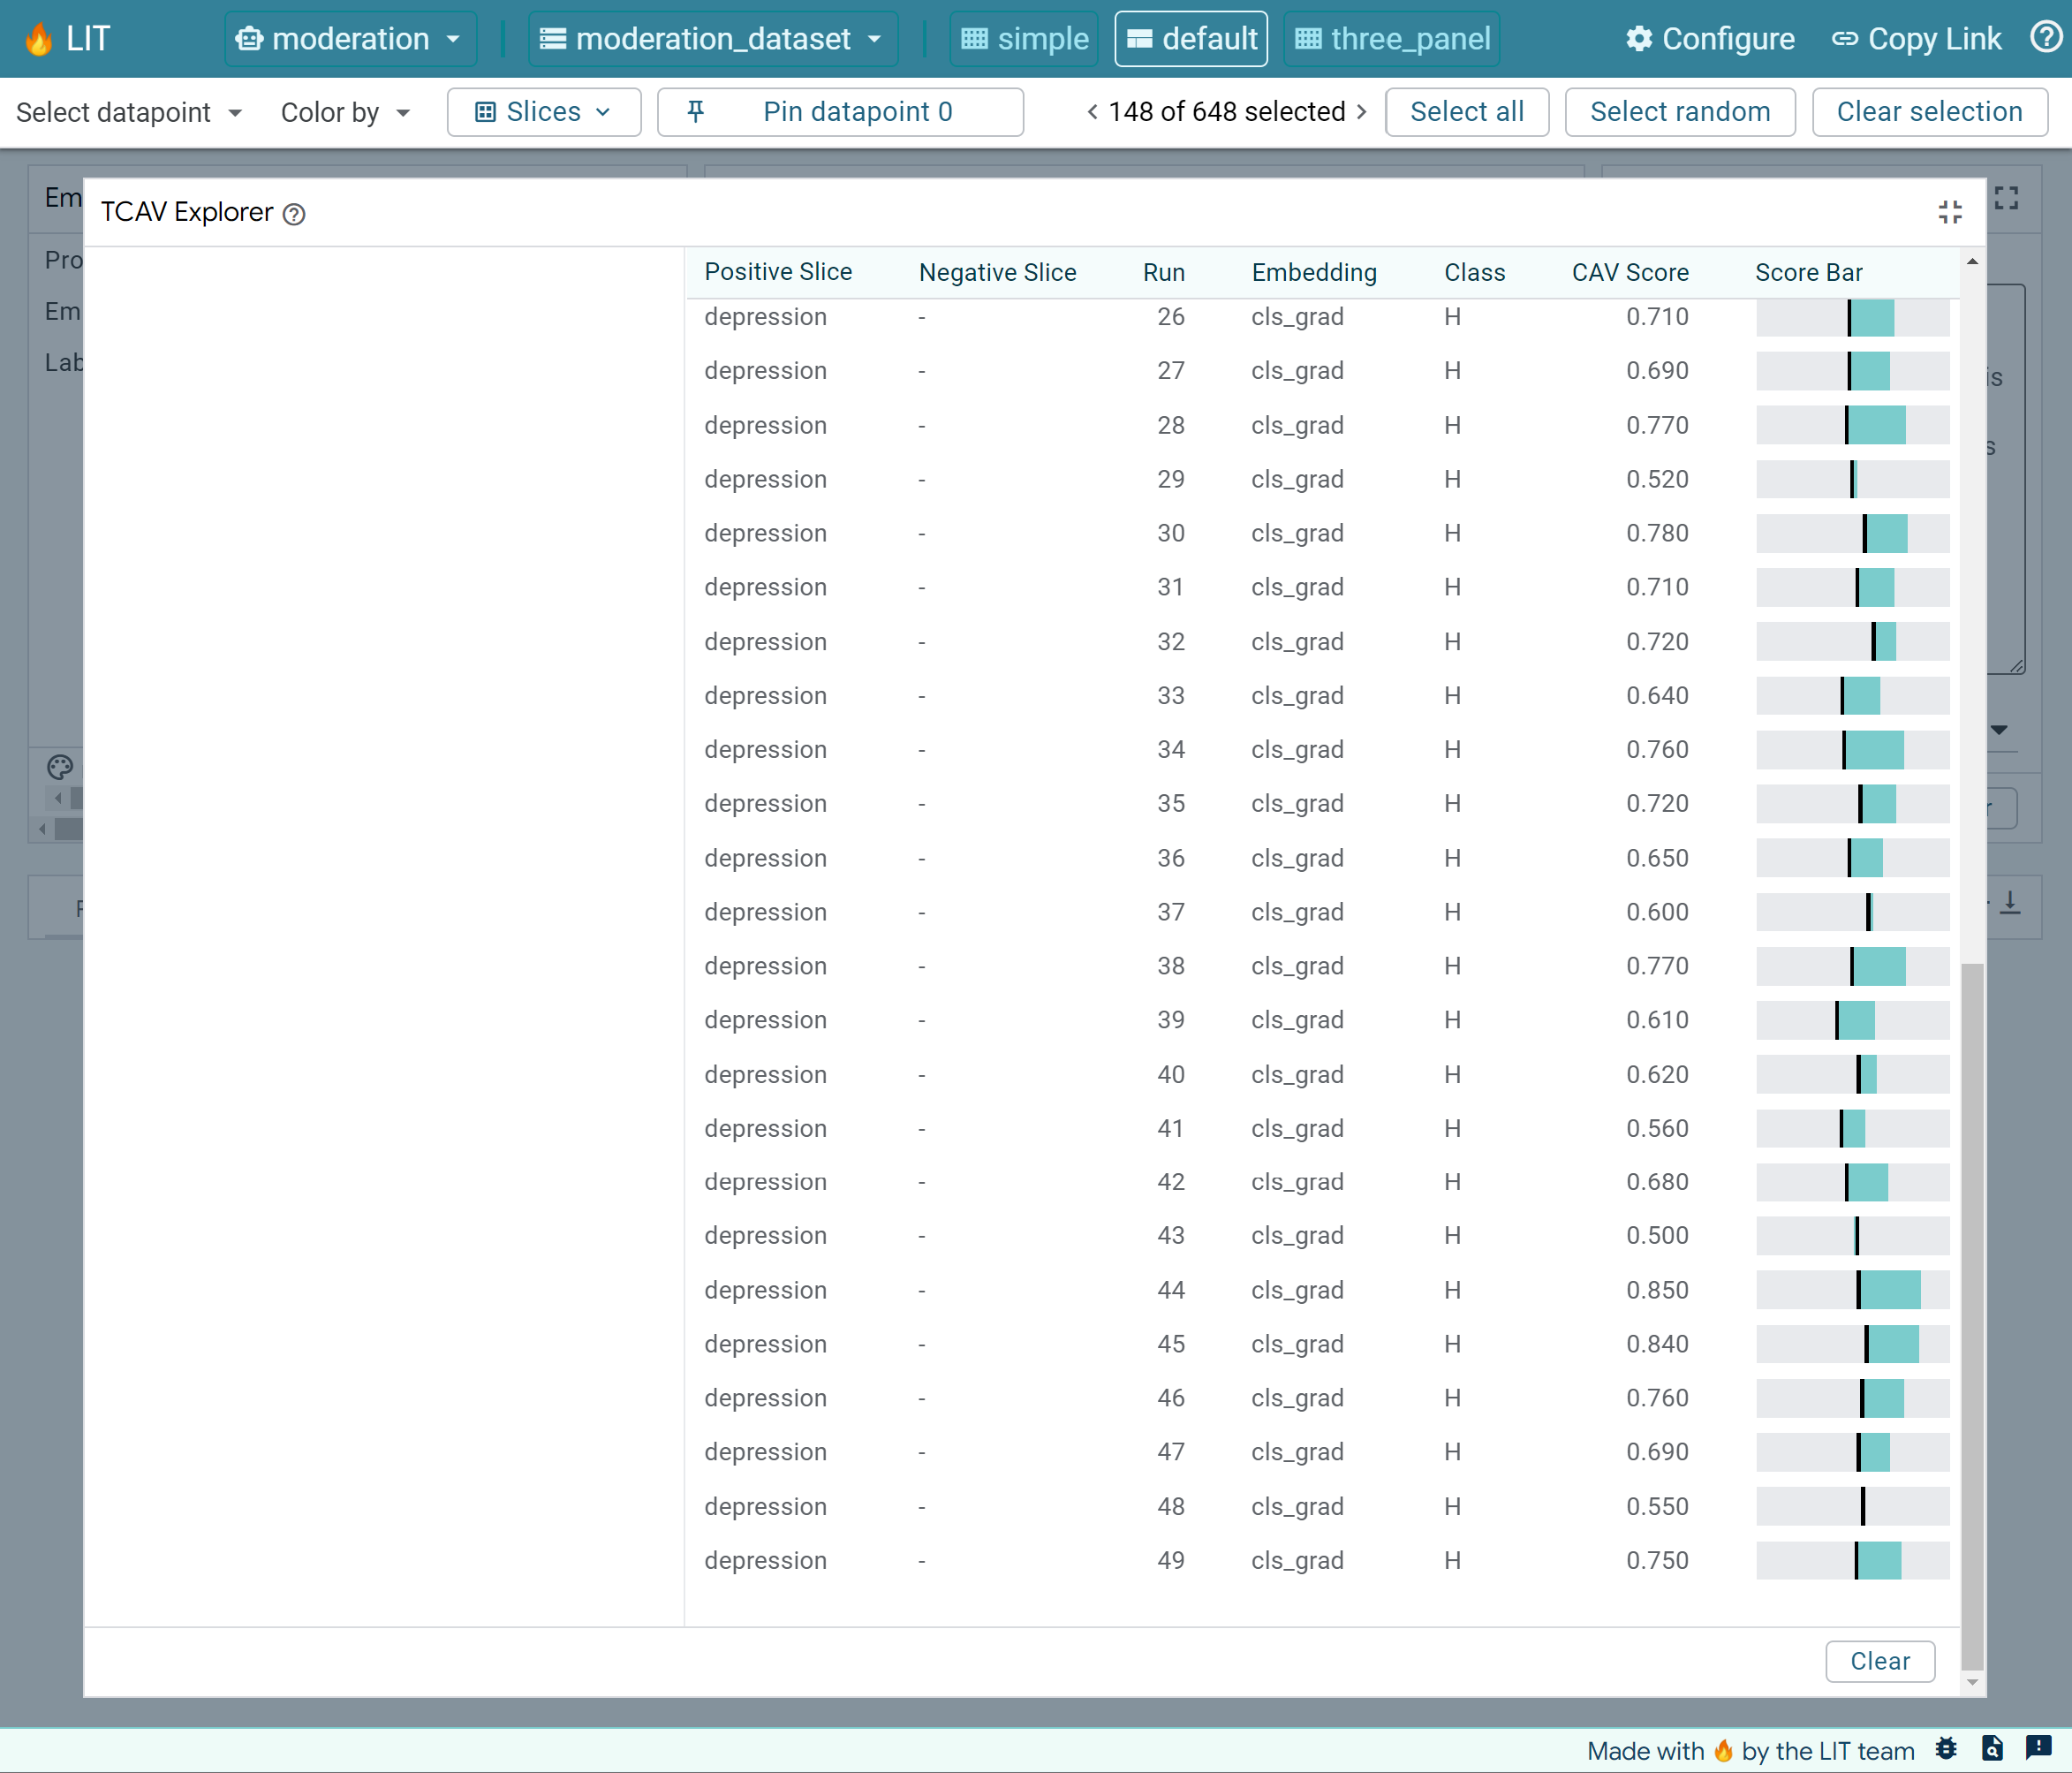 LIT moderation moderation_dataset simple default three_panel Configure Copy Link
Select datapoint Color by Slices Pin datapoint 0 148 of 648 selected Select all Select random Clear selection
Em
TCAV Explorer
Pro
Em
Lab
is
s
r
Positive Slice Negative Slice Run Embedding Class CAV Score Score Bar
depression - 26 cls_grad H 0.710
depression - 27 cls_grad H 0.690
depression - 28 cls_grad H 0.770
depression - 29 cls_grad H 0.520
depression - 30 cls_grad H 0.780
depression - 31 cls_grad H 0.710
depression - 32 cls_grad H 0.720
depression - 33 cls_grad H 0.640
depression - 34 cls_grad H 0.760
depression - 35 cls_grad H 0.720
depression - 36 cls_grad H 0.650
depression - 37 cls_grad H 0.600
depression - 38 cls_grad H 0.770
depression - 39 cls_grad H 0.610
depression - 40 cls_grad H 0.620
depression - 41 cls_grad H 0.560
depression - 42 cls_grad H 0.680
depression - 43 cls_grad H 0.500
depression - 44 cls_grad H 0.850
depression - 45 cls_grad H 0.840
depression - 46 cls_grad H 0.760
depression - 47 cls_grad H 0.690
depression - 48 cls_grad H 0.550
depression - 49 cls_grad H 0.750
Clear
Made with 🔥 by the LIT team